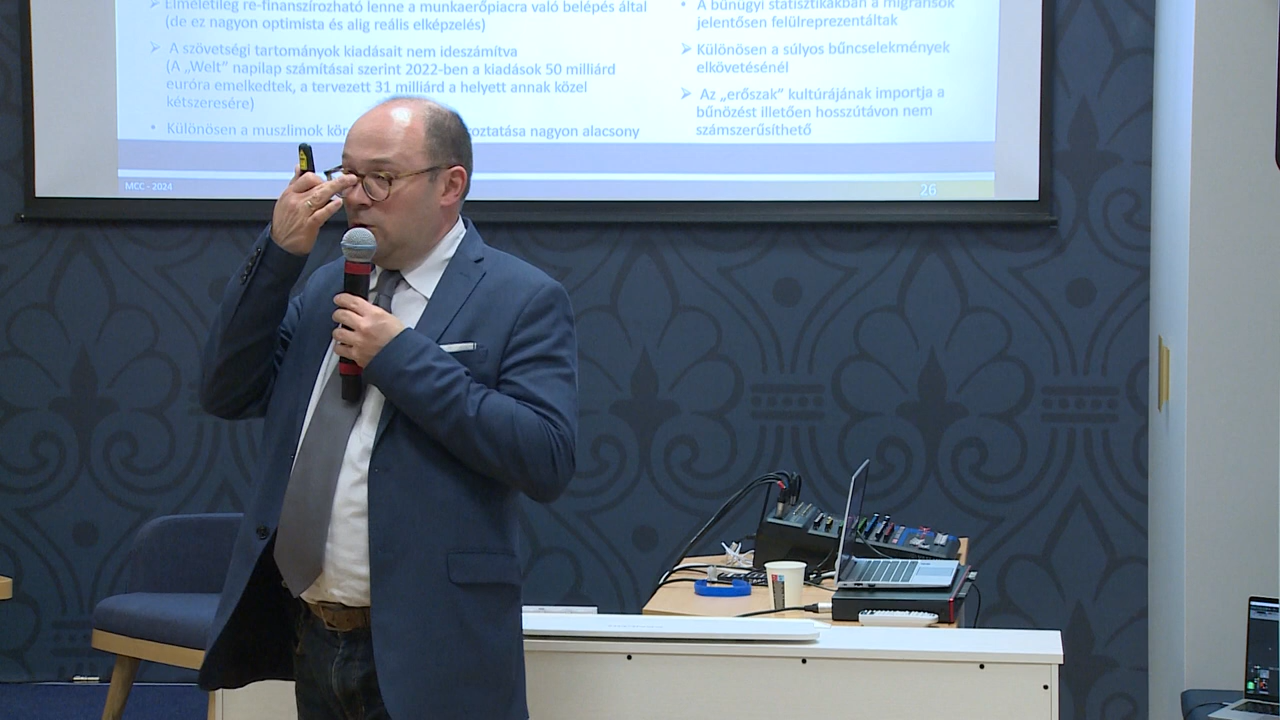 Elméletileg re-finanszírozható lenne a munkaerőpiacra való belépés által
(de ez nagyon optimista és alig reális elképzelés)
A szövetségi tartományok kiadásait nem ideszámítva
(A „Welt” napilap számításai szerint 2022-ben a kiadások 50 milliárd
euróra emelkedtek, a tervezett 31 milliárd a helyett annak közel
kétszeresére)
• Különösen a muszlimok nagyon alacsony
• A bűnügyi statisztikákban a migránsok
jelentősen felülreprezentáltak
Különösen a súlyos bűncselekmények
elkövetésénél
Az „erőszak” kultúrájának importja a
bűnözést illetően hosszútávon nem
számszerűsíthető
MCC - 2024
26